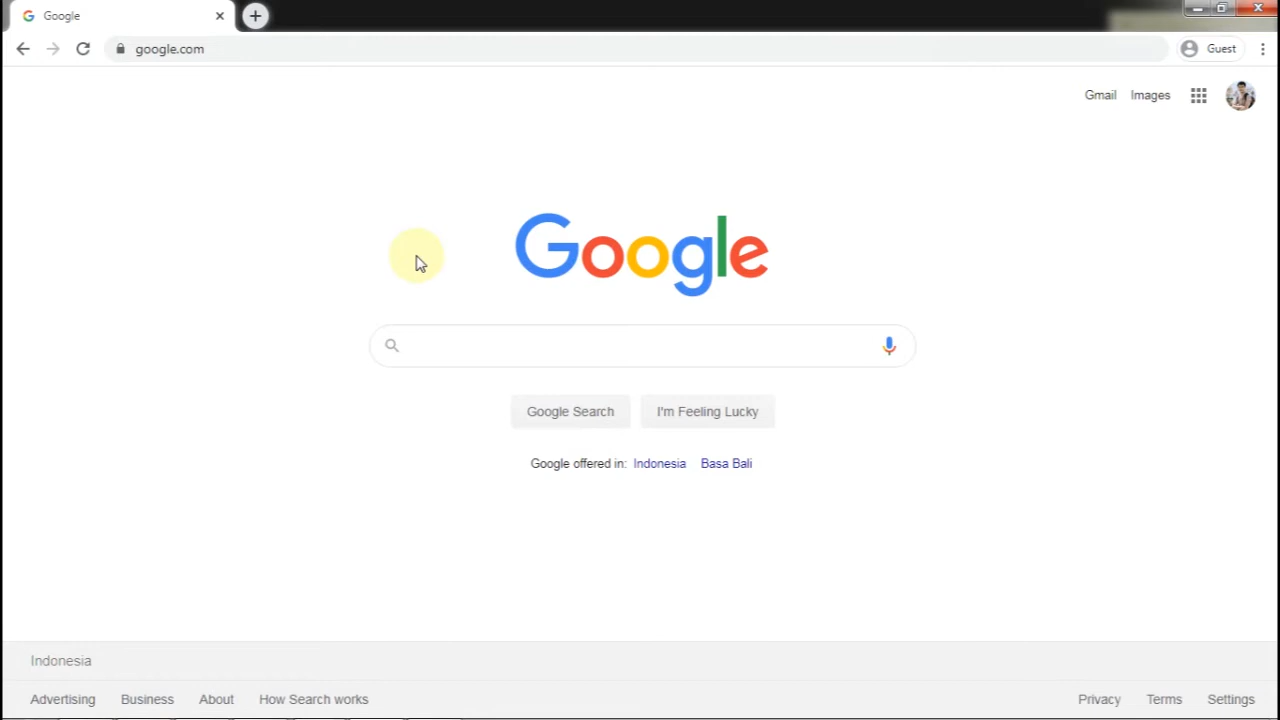 Google
google.com
Guest
Gmail Images
Google
Google Search I'm Feeling Lucky
Google offered in: Indonesia Basa Bali
Indonesia
Advertising Business About How Search works Privacy Terms Settings